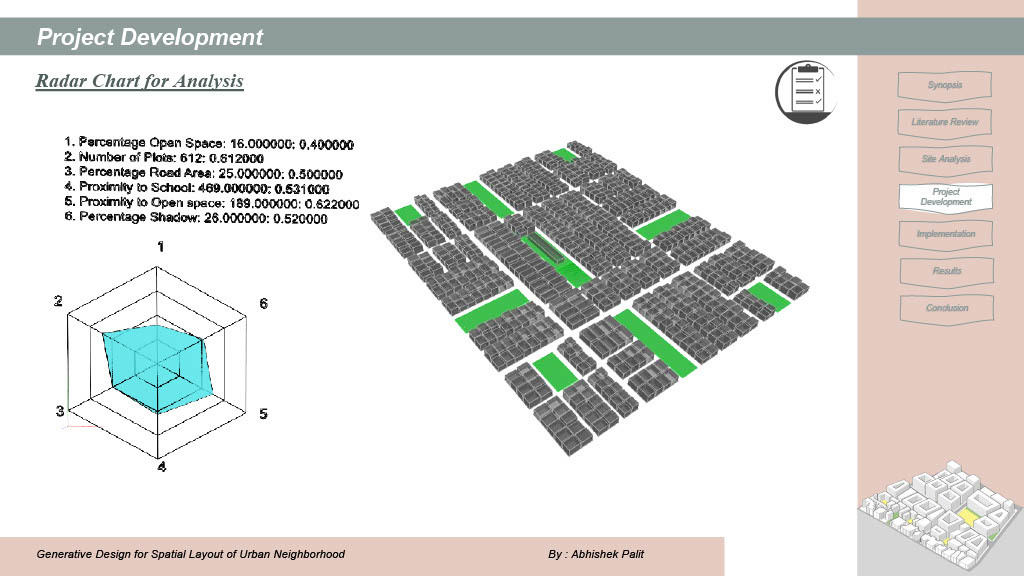 Project Development
Radar Chart for Analysis
1. Percentage Open Space: 16.000000: 0.400000
2. Number of Plots: 612: 0.612000
3. Percentage Road Area: 25.000000: 0.500000
4. Proximity to School: 469.000000: 0.531000
5. Proximity to Open space: 189.000000: 0.622000
6. Percentage Shadow: 26.000000: 0.520000
1
2
6
3
5
4
Synopsis
Literature Review
Site Analysis
Project
Development
Implementation
Results
Conclusion
Generative Design for Spatial Layout of Urban Neighborhood
By : Abhishek Palit